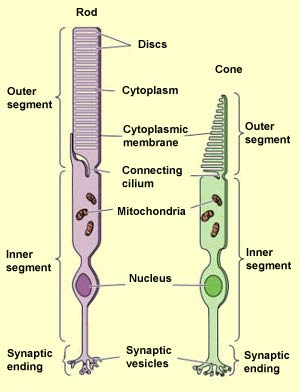 Rod
Discs
Outer
segment
Cytoplasm
Cone
Cytoplasmic
membrane
Outer
segment
Connecting
cilium
Mitochondria
Inner
segment
Inner
segment
Nucleus
Synaptic
ending
Synaptic
vesicles
Synaptic
ending